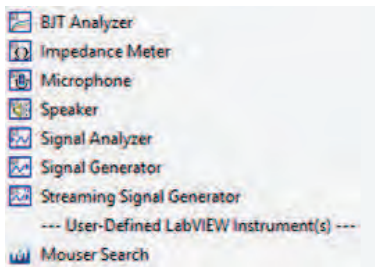 BJT Analyzer
Impedance Meter
Microphone
Speaker
Signal Analyzer
Signal Generator
Streaming Signal Generator
--- User-Defined LabVIEW Instrument(s) ---
Mouser Search